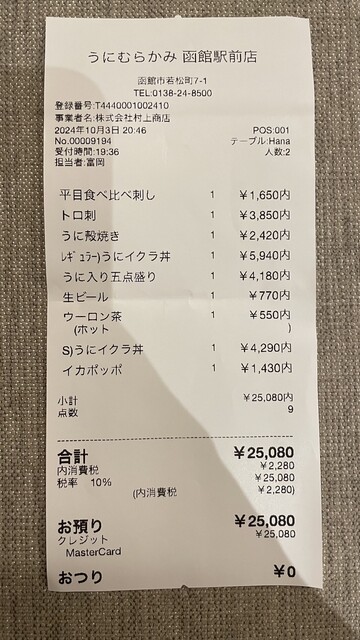 うにむらかみ 函館駅前店
函館市若松町7-1
TEL:0138-24-8500
登録番号:T4440001002410
事業者名:株式会社村上商店
2024年10月3日 20:46 POS:001
No.00009194 テーブル:Hana
受付時間:19:36 人数:2
担当者:富岡
平目食べ比べ刺し 1 ¥1,650内
トロ刺 1 ¥3,850内
うに殻焼き 1 ¥2,420内
ﾚｷﾞｭﾗｰ)うにイクラ丼 1 ¥5,940内
うに入り五点盛り 1 ¥4,180内
生ビール 1 ¥770内
ウーロン茶 1 ¥550内
(ホット )
S)うにイクラ丼 1 ¥4,290内
イカポッポ 1 ¥1,430内
小計 ¥25,080内
点数 9
合計 ¥25,080
内消費税 ¥2,280
税率 10% ¥25,080
(内消費税 ¥2,280)
お預り ¥25,080
クレジット ¥25,080
MasterCard
おつり ¥0